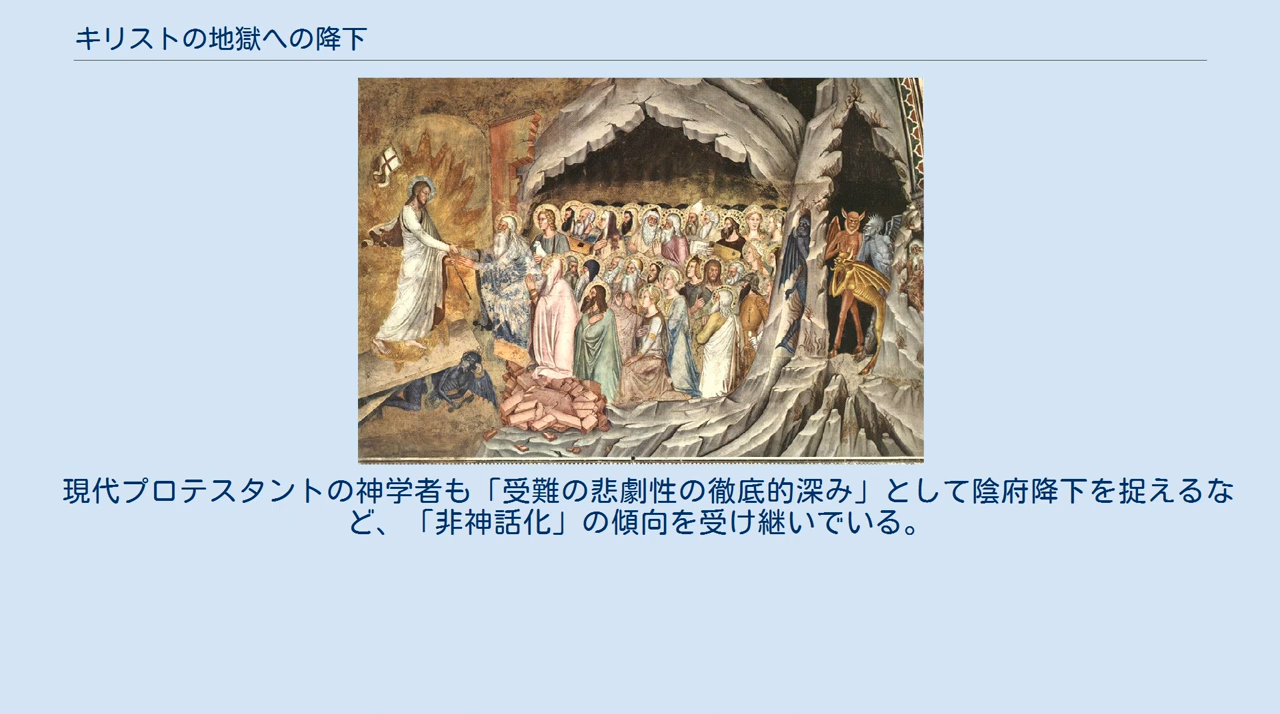 キリストの地獄への降下
現代プロテスタントの神学者も「受難の悲劇性の徹底的深み」として陰府降下を捉えるな
ど、「非神話化」の傾向を受け継いでいる。